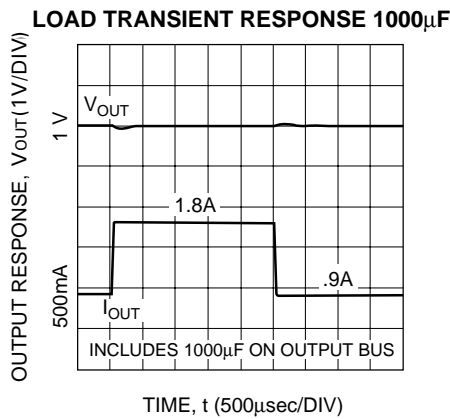 LOAD TRANSIENT RESPONSE 1000µF
OUTPUT RESPONSE, VOUT (1V/DIV)
1 V
500mA
VOUT
1.8A
.9A
IOUT
INCLUDES 1000µF ON OUTPUT BUS
TIME, t (500µsec/DIV)